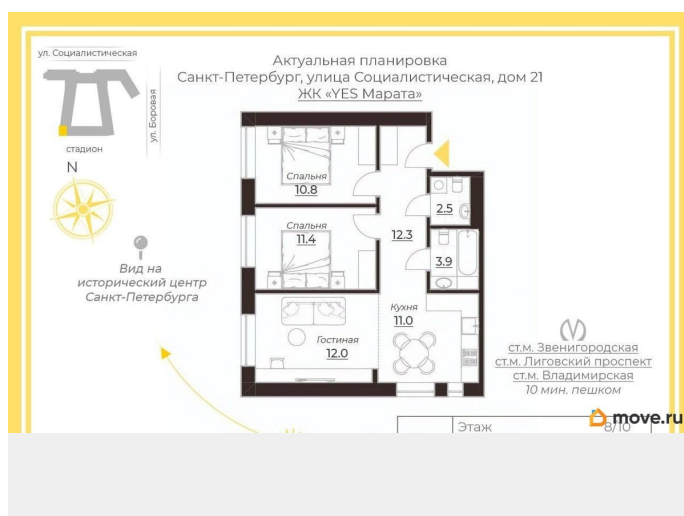 ул. Социалистическая
ул. Боровая
стадион
N
Вид на
исторический центр
Санкт-Петербурга
Актуальная планировка
Санкт-Петербург, улица Социалистическая, дом 21
ЖК «YES Марата»
Спальня
10.8
2.5
Спальня
11.4
12.3
3.9
Кухня
11.0
Гостиная
12.0
ст.м. Звенигородская
ст.м. Лиговский проспект
ст.м. Владимирская
10 мин. пешком
Этаж
8/10
move.ru